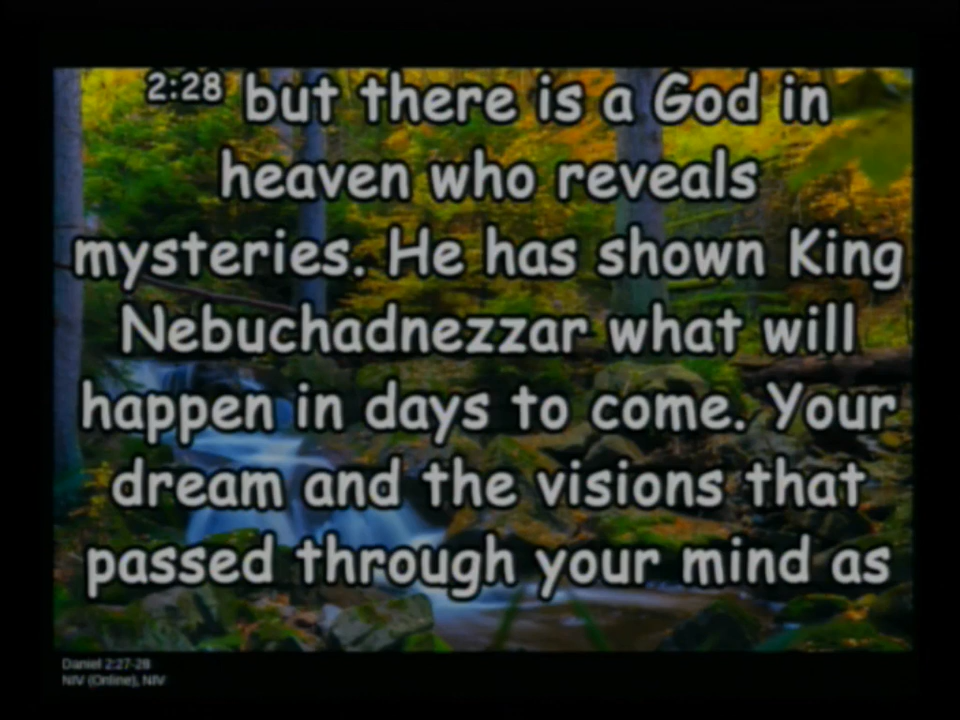 2:28 but there is a God in
heaven who reveals
mysteries. He has shown King
Nebuchadnezzar what will
happen in days to come. Your
dream and the visions that
passed through your mind as
Daniel 2:27-28
NIV (Online), NIV